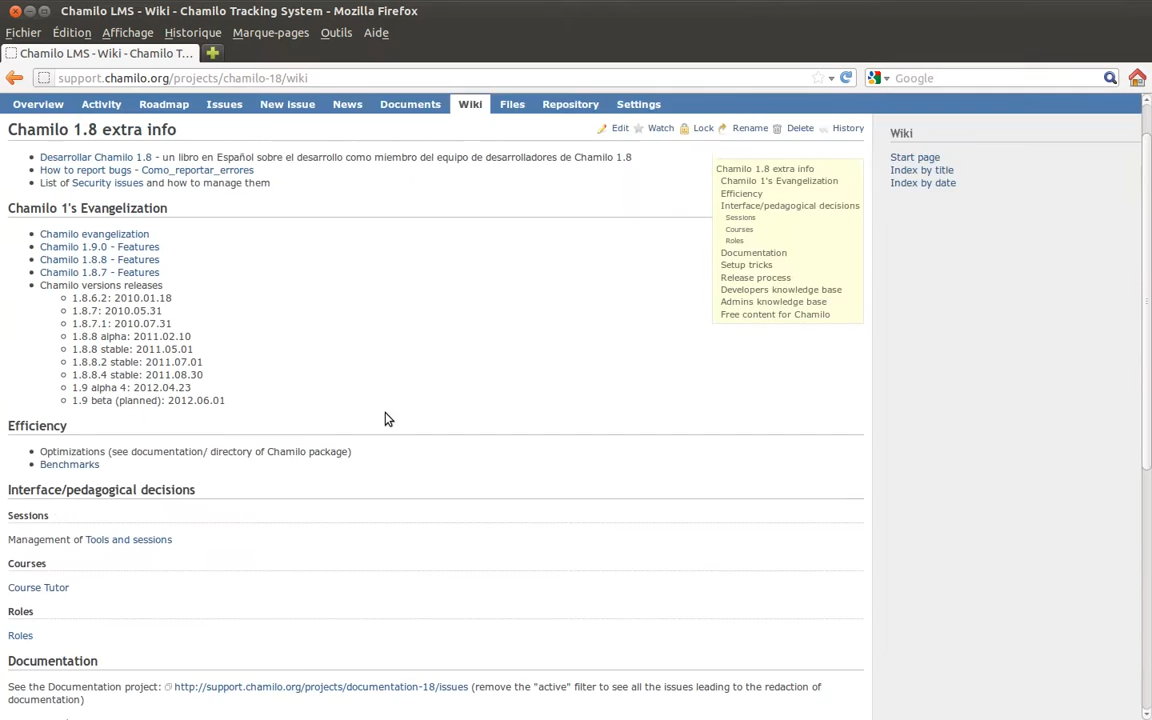 Chamilo LMS - Wiki - Chamilo Tracking System - Mozilla Firefox
Fichier Édition Affichage Historique Marque-pages Outils Aide
Chamilo LMS - Wiki - Chamilo T...
support.chamilo.org/projects/chamilo-18/wiki Google
Overview Activity Roadmap Issues New issue News Documents Wiki Files Repository Settings
Chamilo 1.8 extra info
Edit Watch Lock Rename Delete History
Desarrollar Chamilo 1.8 - un libro en Español sobre el desarrollo como miembro del equipo de desarrolladores de Chamilo 1.8
How to report bugs - Como_reportar_errores
List of Security issues and how to manage them
Chamilo 1's Evangelization
Chamilo evangelization
Chamilo 1.9.0 - Features
Chamilo 1.8.8 - Features
Chamilo 1.8.7 - Features
Chamilo versions releases
1.8.6.2: 2010.01.18
1.8.7: 2010.05.31
1.8.7.1: 2010.07.31
1.8.8 alpha: 2011.02.10
1.8.8 stable: 2011.05.01
1.8.8.2 stable: 2011.07.01
1.8.8.4 stable: 2011.08.30
1.9 alpha 4: 2012.04.23
1.9 beta (planned): 2012.06.01
Efficiency
Optimizations (see documentation/ directory of Chamilo package)
Benchmarks
Interface/pedagogical decisions
Sessions
Management of Tools and sessions
Courses
Course Tutor
Roles
Roles
Documentation
See the Documentation project: http://support.chamilo.org/projects/documentation-18/issues (remove the "active" filter to see all the issues leading to the redaction of
documentation)
Chamilo 1.8 extra info
Chamilo 1's Evangelization
Efficiency
Interface/pedagogical decisions
Sessions
Courses
Roles
Documentation
Setup tricks
Release process
Developers knowledge base
Admins knowledge base
Free content for Chamilo
Wiki
Start page
Index by title
Index by date